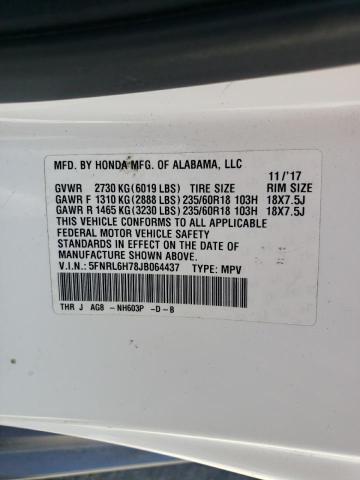 MFD. BY HONDA MFG. OF ALABAMA, LLC 11/'17
GVWR 2730 KG (6019 LBS) TIRE SIZE RIM SIZE
GAWR F 1310 KG (2888 LBS) 235/60R18 103H 18X7.5J
GAWR R 1465 KG (3230 LBS) 235/60R18 103H 18X7.5J
THIS VEHICLE CONFORMS TO ALL APPLICABLE
FEDERAL MOTOR VEHICLE SAFETY
STANDARDS IN EFFECT ON THE DATE OF
MANUFACTURE SHOWN ABOVE.
V.I.N.: 5FNRL6H78JB064437 TYPE: MPV
THR J AG8 - NH603P -D-B